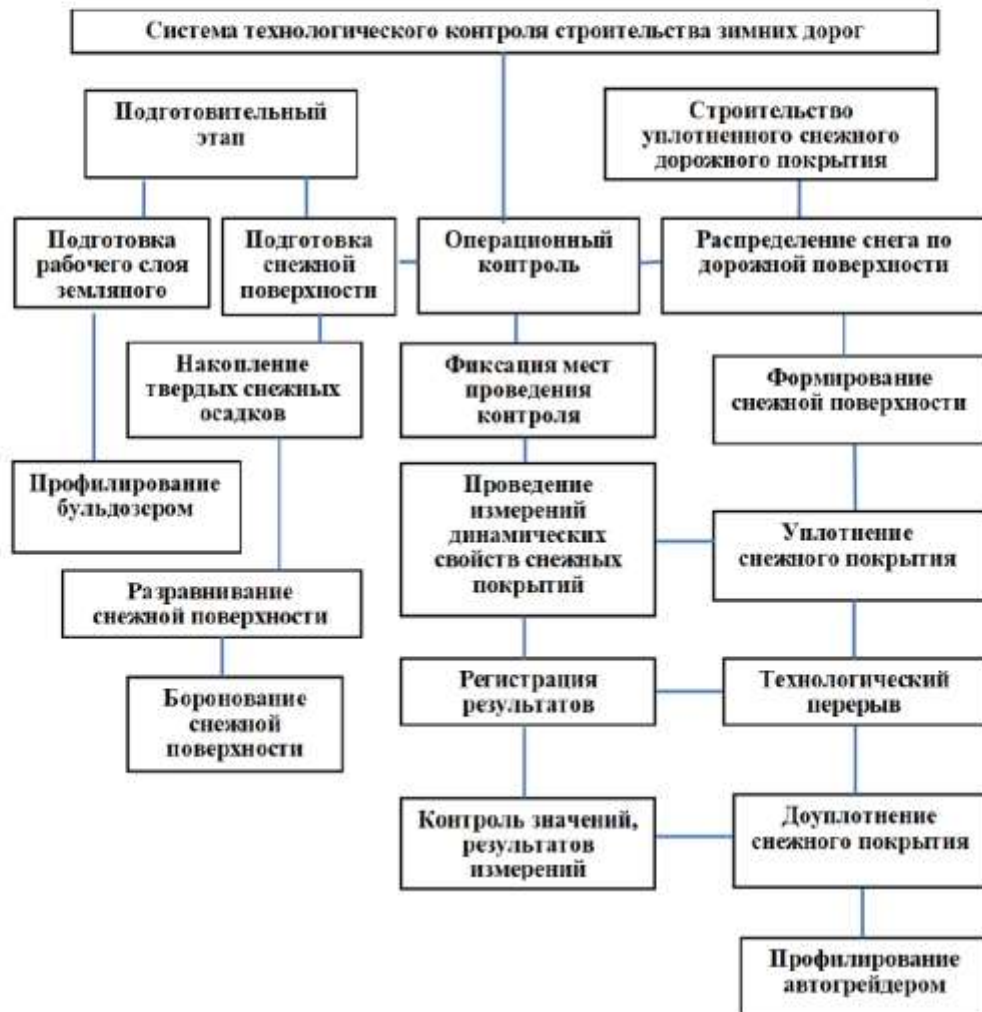 Система технологического контроля строительства зимних дорог
Подготовительный
этап
Строительство
уплотненного снежного
дорожного покрытия
Подготовка
рабочего слоя
земляного
Подготовка
снежной
поверхности
Операционный
контроль
Распределение снега по
дорожной поверхности
Накопление
твердых снежных
осадков
Фиксация мест
проведения
контроля
Формирование
снежной поверхности
Профилирование
бульдозером
Проведение
измерений
динамических
свойств снежных
покрытий
Уплотнение
снежного покрытия
Разравнивание
снежной поверхности
Боронование
снежной
поверхности
Регистрация
результатов
Технологический
перерыв
Контроль значений,
результатов
измерений
Доуплотнение
снежного покрытия
Профилирование
автогрейдером